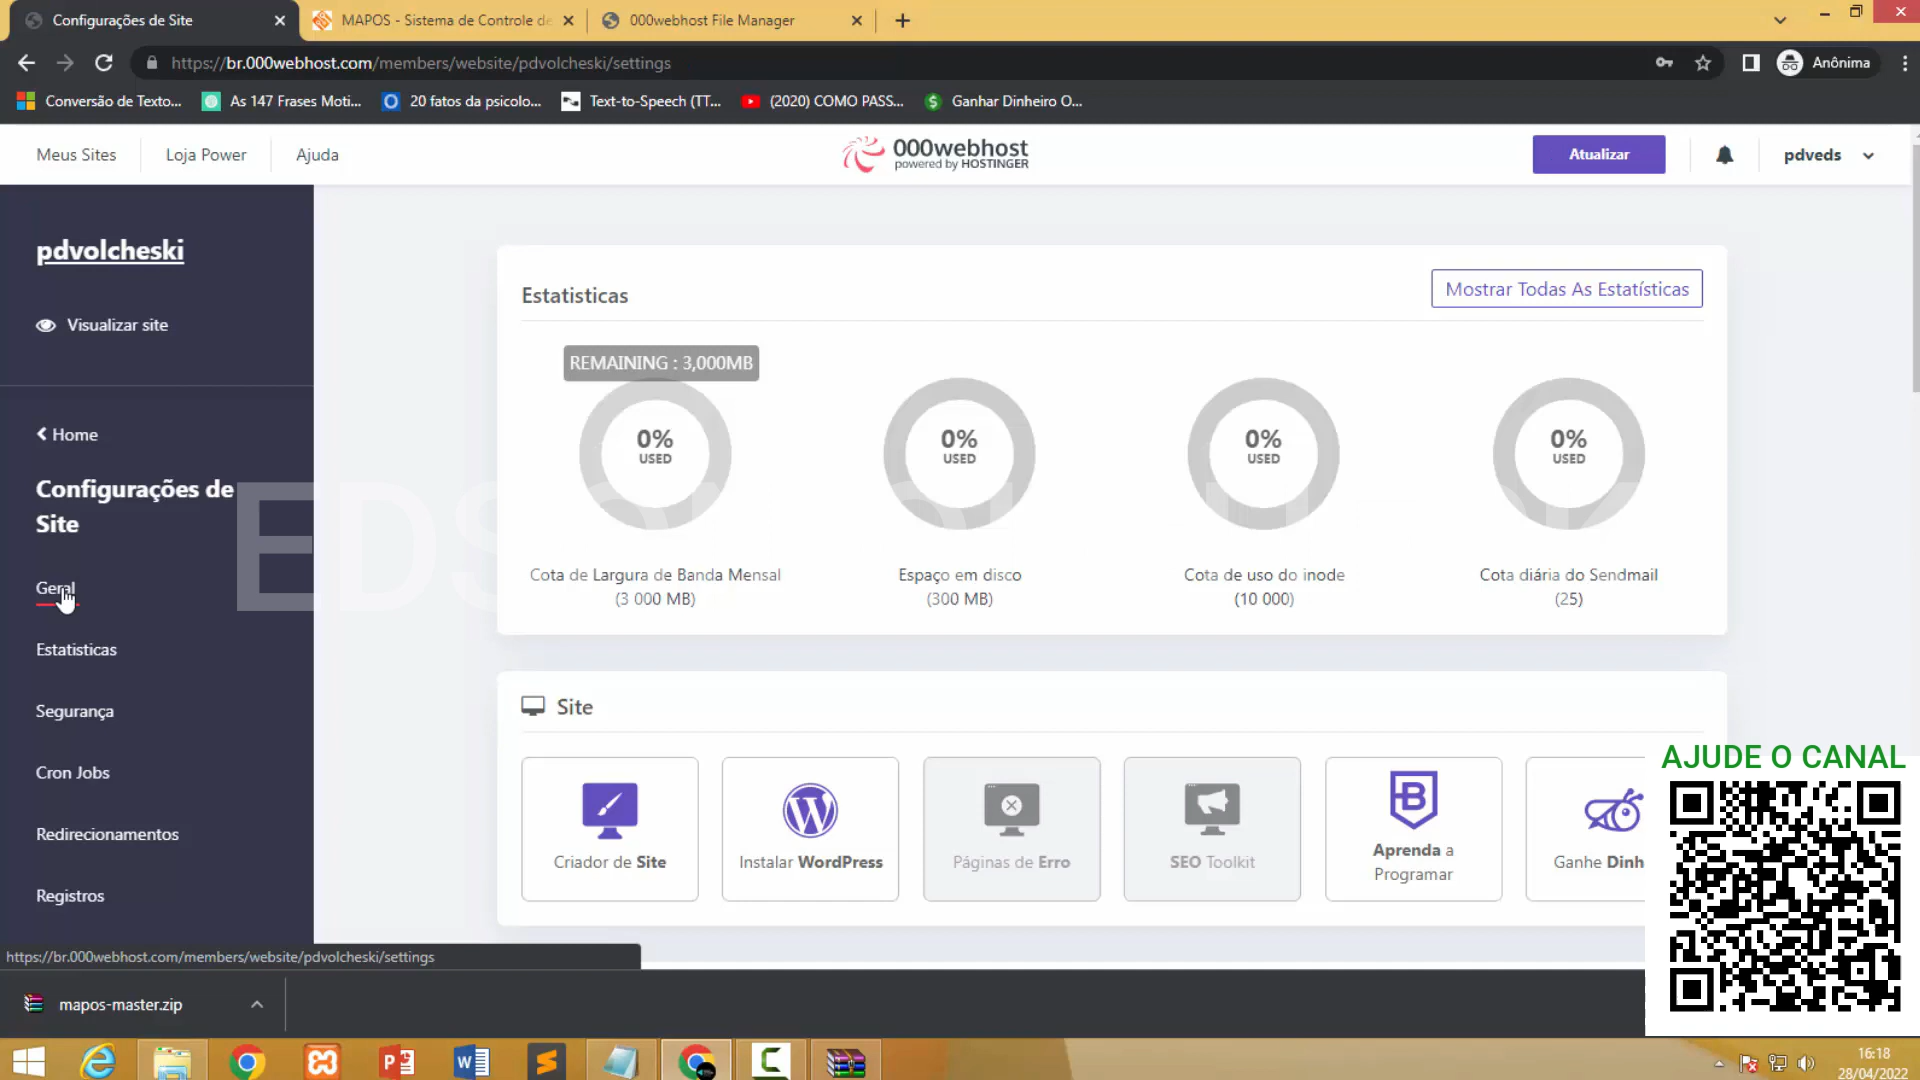 Configurações de Site
MAPOS - Sistema de Controle de
000webhost File Manager
https://br.000webhost.com/members/website/pdvolcheski/settings
Anônima
Conversão de Texto...
As 147 Frases Moti...
20 fatos da psicolo...
Text-to-Speech (TT...
(2020) COMO PASS...
Ganhar Dinheiro O...
Meus Sites
Loja Power
Ajuda
000webhost
powered by HOSTINGER
Atualizar
pdveds
pdvolcheski
Visualizar site
Home
Configurações de
Site
Geral
Estatisticas
Segurança
Cron Jobs
Redirecionamentos
Registros
Estatisticas
Mostrar Todas As Estatísticas
REMAINING : 3,000MB
0%
USED
0%
USED
0%
USED
0%
USED
Cota de Largura de Banda Mensal
(3 000 MB)
Espaço em disco
(300 MB)
Cota de uso do inode
(10 000)
Cota diária do Sendmail
(25)
Site
Criador de Site
Instalar WordPress
Páginas de Erro
SEO Toolkit
Aprenda a
Programar
Ganhe Dinh
AJUDE O CANAL
https://br.000webhost.com/members/website/pdvolcheski/settings
mapos-master.zip
16:18
28/04/2022